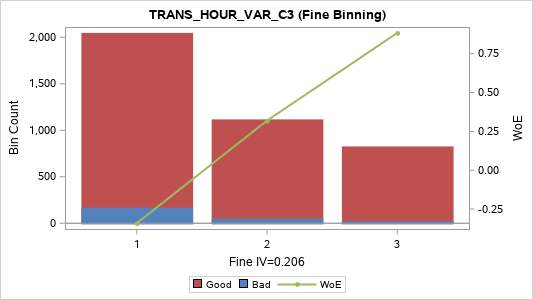 TRANS_HOUR_VAR_C3 (Fine Binning)
2,000
1,500
1,000
500
0
Bin Count
0.75
0.50
0.25
0.00
-0.25
WoE
1 2 3
Fine IV=0.206
Good Bad WoE